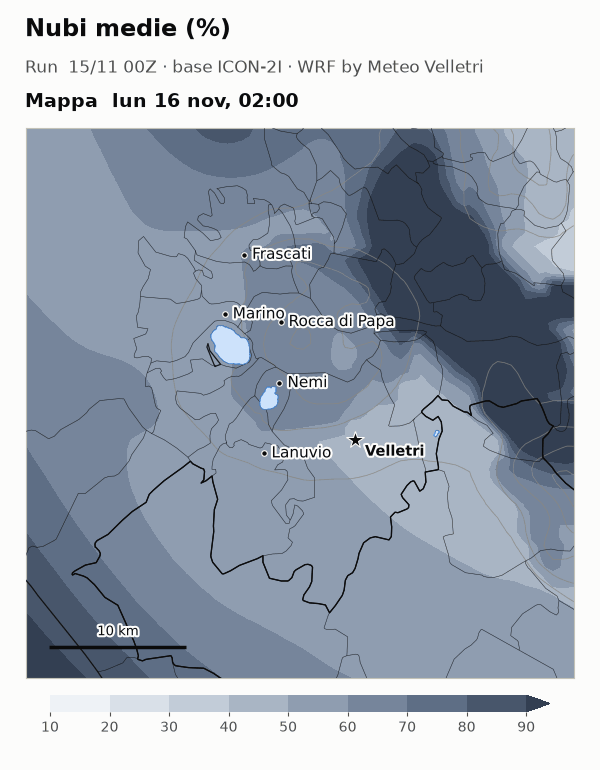 Nubi medie (%)
Run  15/11 00Z · base ICON-2I · WRF by Meteo Velletri
Mappa  lun 16 nov, 02:00
Frascati
Marino
Rocca di Papa
Nemi
Velletri
Lanuvio
10 km
10 20 30 40 50 60 70 80 90